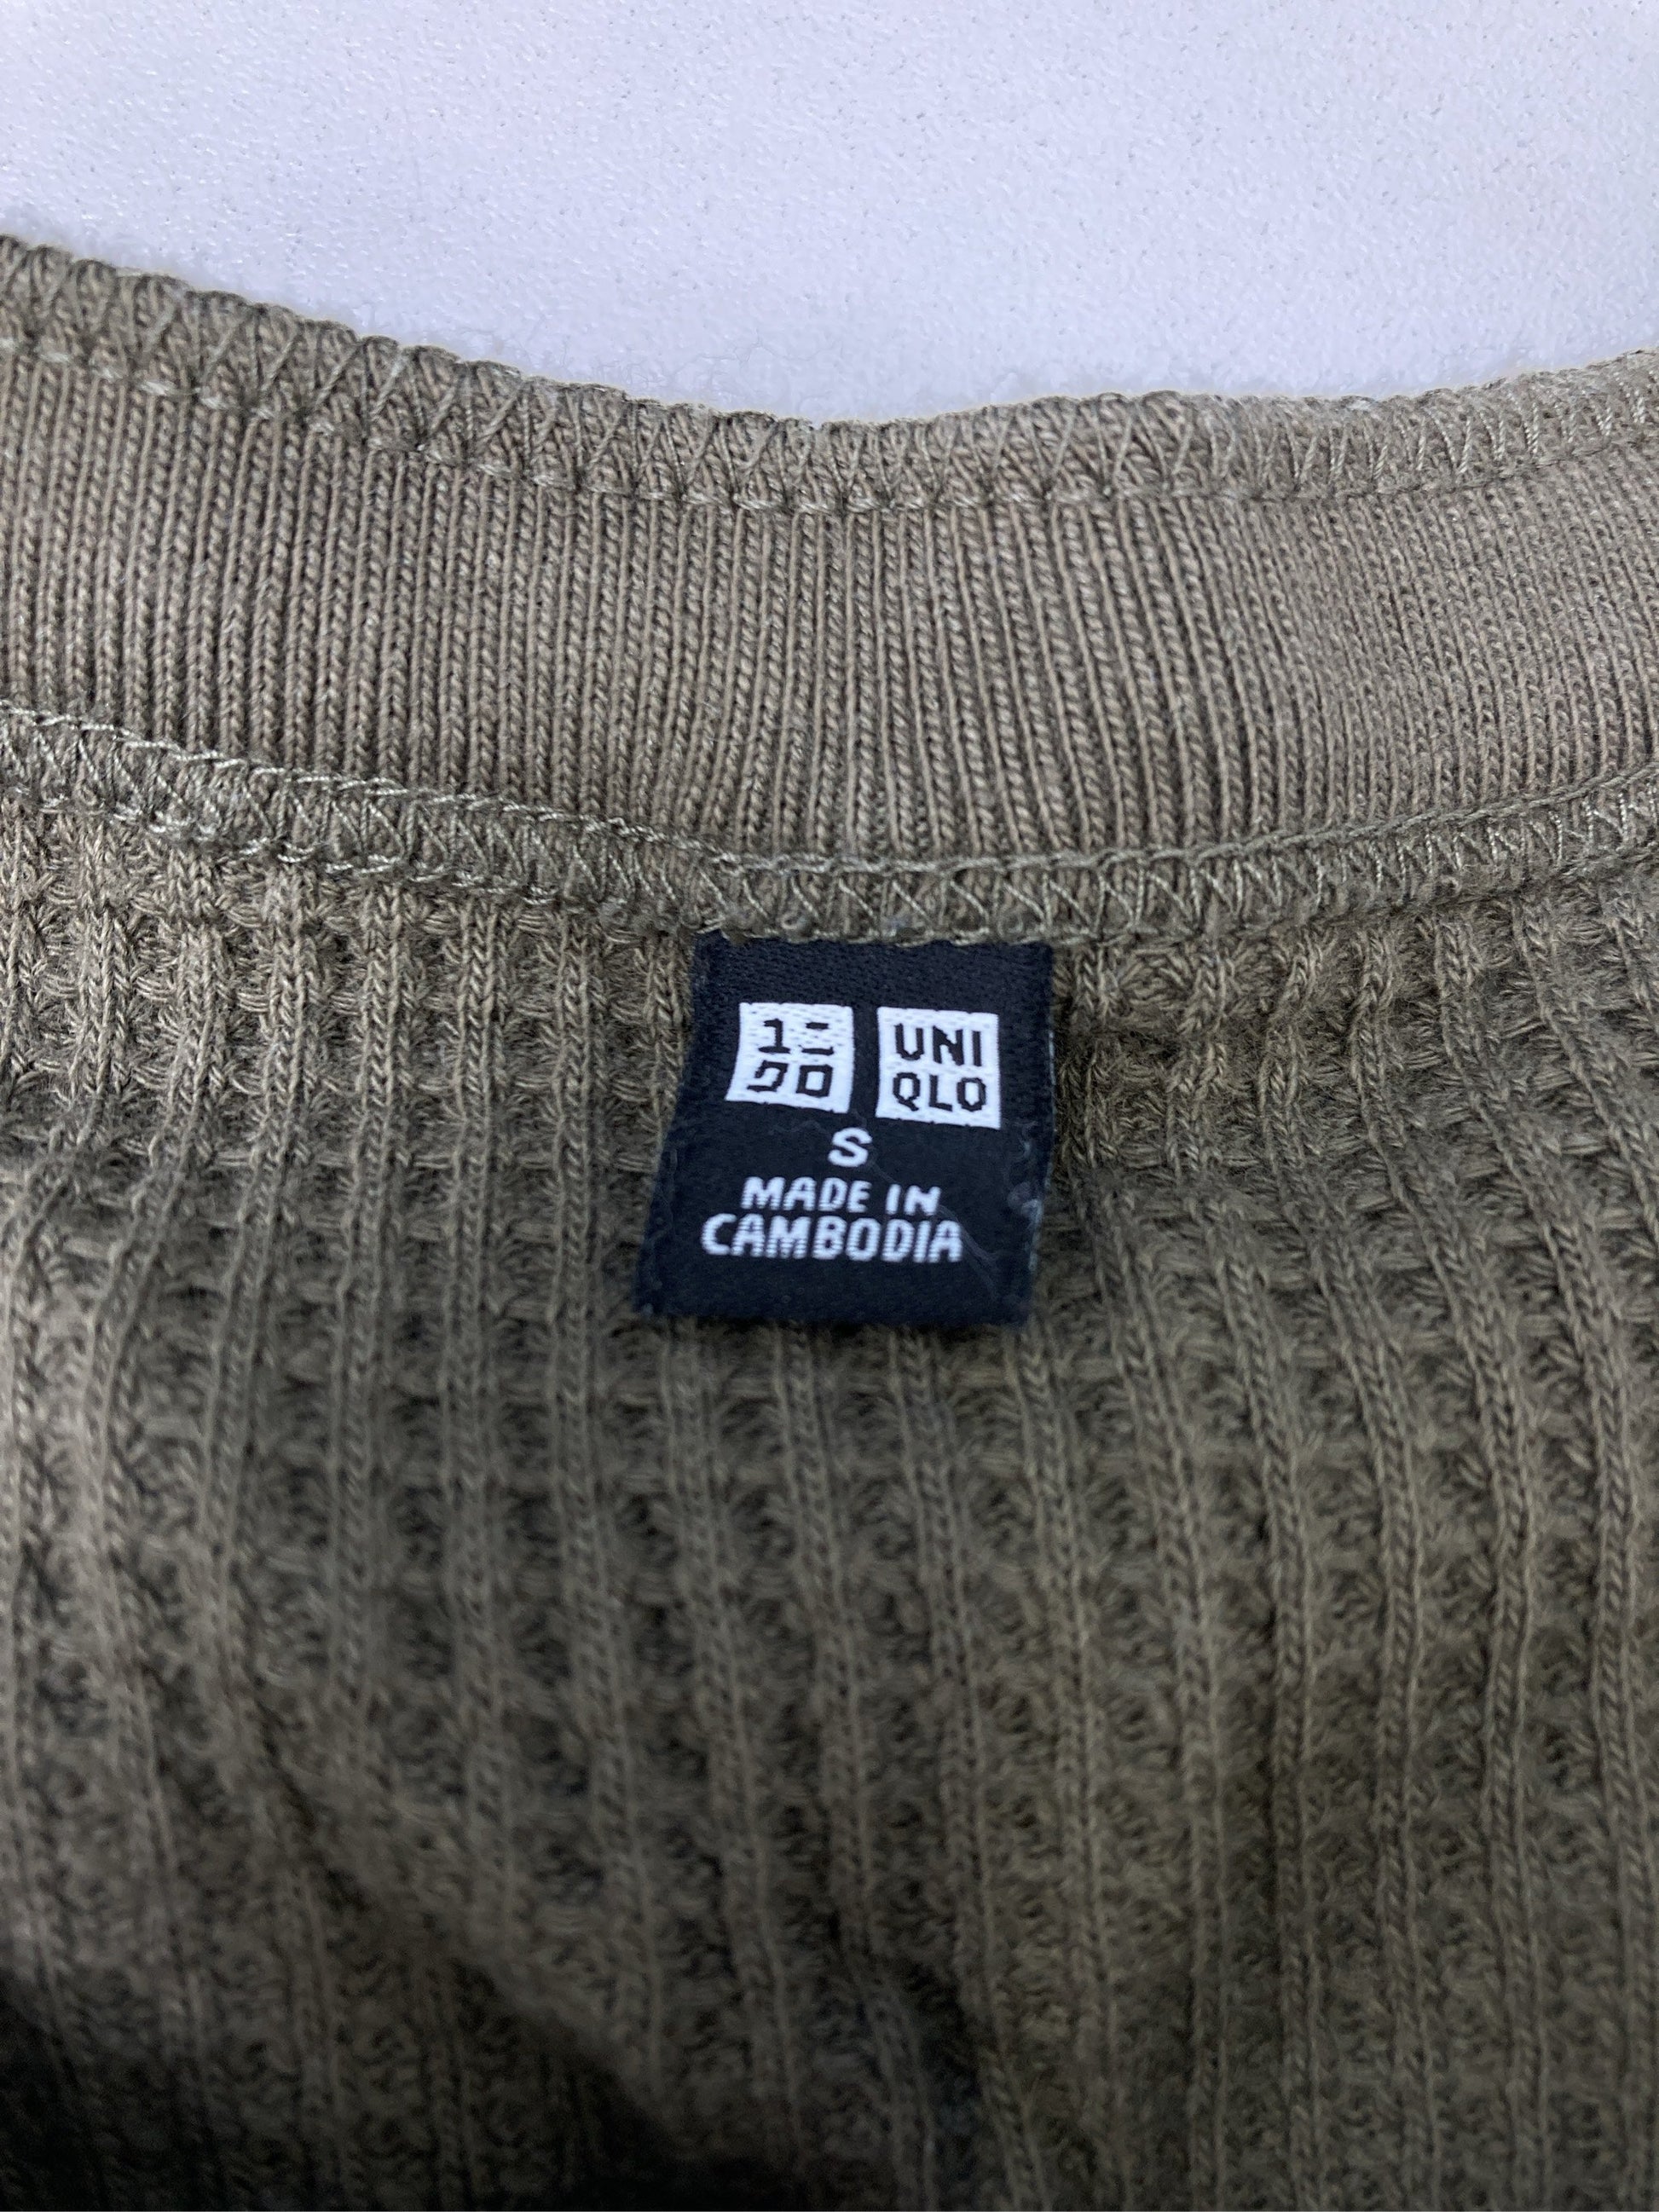 ユニ
クロ
UNI
QLO
S
MADE IN
CAMBODIA